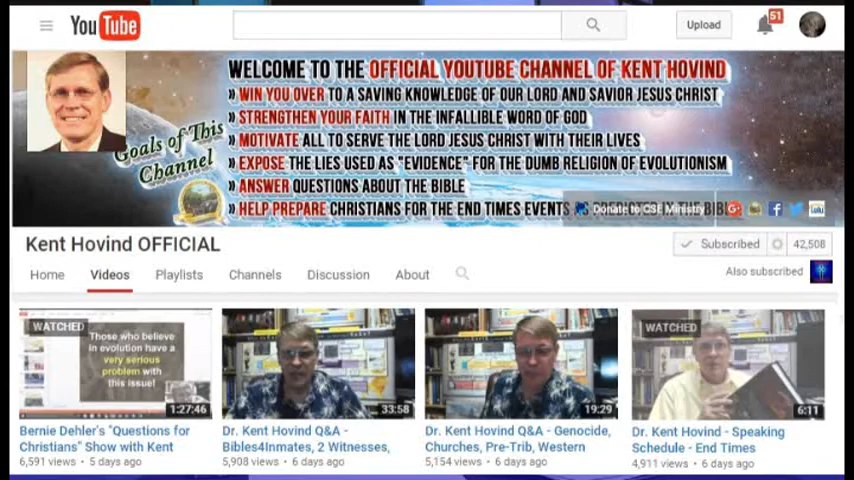 YouTube
Upload
51
WELCOME TO THE OFFICIAL YOUTUBE CHANNEL OF KENT HOVIND
» WIN YOU OVER TO A SAVING KNOWLEDGE OF OUR LORD AND SAVIOR JESUS CHRIST
» STRENGTHEN YOUR FAITH IN THE INFALLIBLE WORD OF GOD
» MOTIVATE ALL TO SERVE THE LORD JESUS CHRIST WITH THEIR LIVES
» EXPOSE THE LIES USED AS "EVIDENCE" FOR THE DUMB RELIGION OF EVOLUTIONISM
» ANSWER QUESTIONS ABOUT THE BIBLE
» HELP PREPARE CHRISTIANS FOR THE END TIMES EVENTS
Goals of This
Channel
Donate to CSE Ministry
Lulu
Kent Hovind OFFICIAL
Subscribed
42,508
Home Videos Playlists Channels Discussion About
Also subscribed
WATCHED
Those who believe
in evolution have a
very serious
problem with
this issue!
1:27:46
33:58
19:29
WATCHED
6:11
Bernie Dehler's "Questions for
Christians" Show with Kent
6,591 views • 5 days ago
Dr. Kent Hovind Q&A -
Bibles4Inmates, 2 Witnesses,
5,908 views • 6 days ago
Dr. Kent Hovind Q&A - Genocide,
Churches, Pre-Trib, Western
5,154 views • 6 days ago
Dr. Kent Hovind - Speaking
Schedule - End Times
4,911 views • 6 days ago